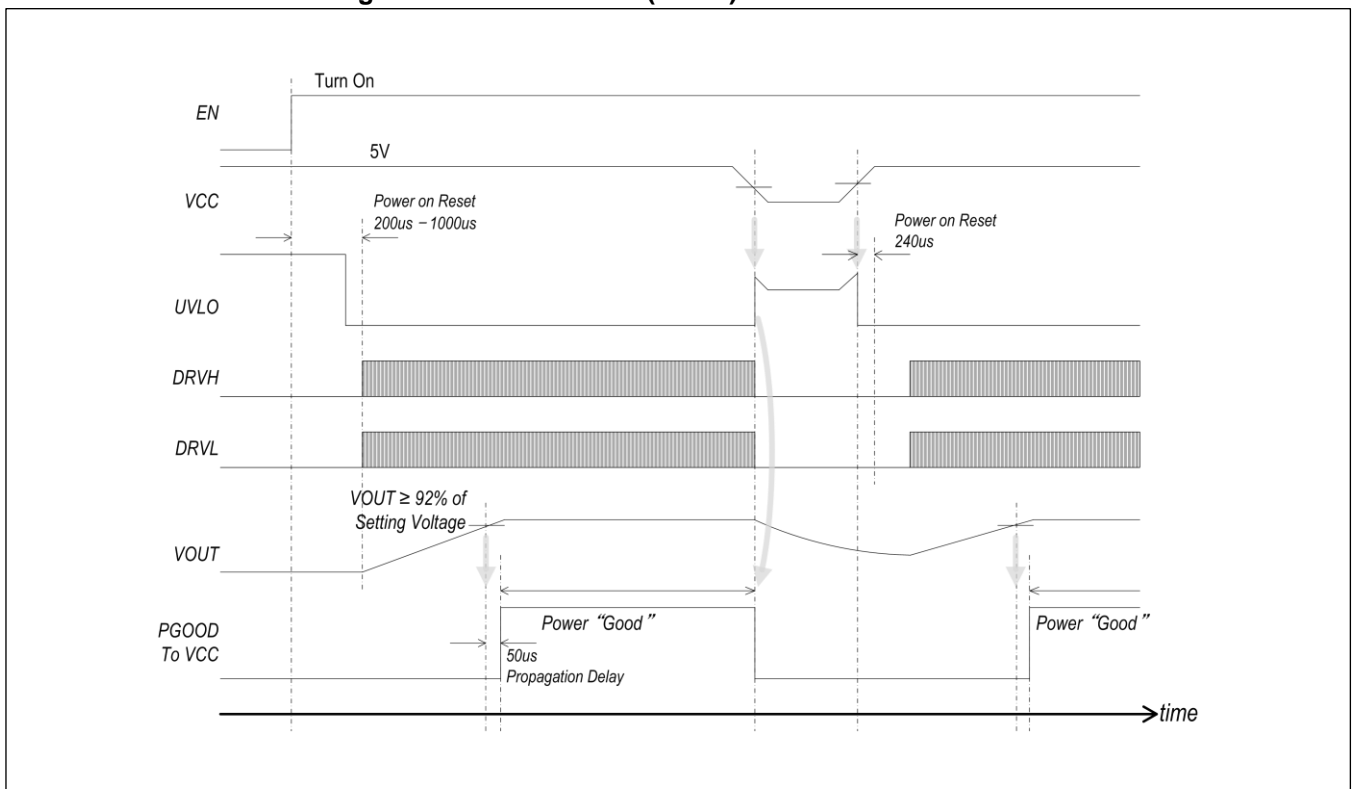 Turn On
EN
5V
VCC
Power on Reset
200us – 1000us
Power on Reset
240us
UVLO
DRVH
DRVL
VOUT ≥ 92% of
Setting Voltage
VOUT
Power “Good”
Power “Good”
PGOOD
To VCC
50us
Propagation Delay
time